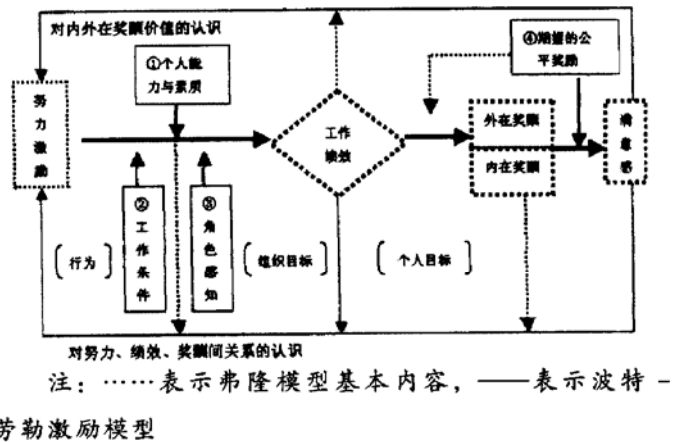 对内外在奖酬价值的认识
④期望的公
平奖励
①个人能
力与素质
努
力
激
励
工作
绩效
外在奖酬
内在奖酬
满
意
感
②
工
作
条
件
③
角
色
感
知
〔行为〕
〔组织目标〕
〔个人目标〕
对努力、绩效、奖酬间关系的认识
注：……表示弗隆模型基本内容，——表示波特-
劳勒激励模型